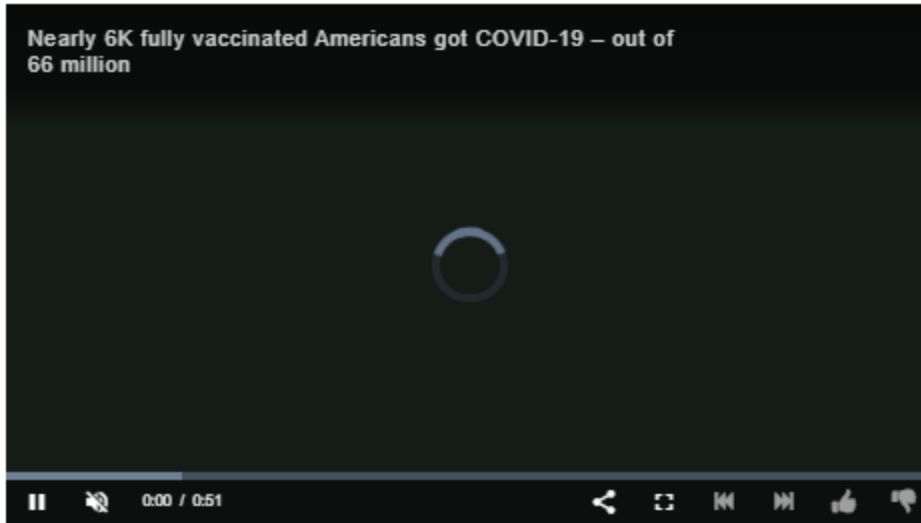 Nearly 6K fully vaccinated Americans got COVID-19 – out of
66 million
0:00 / 0:51